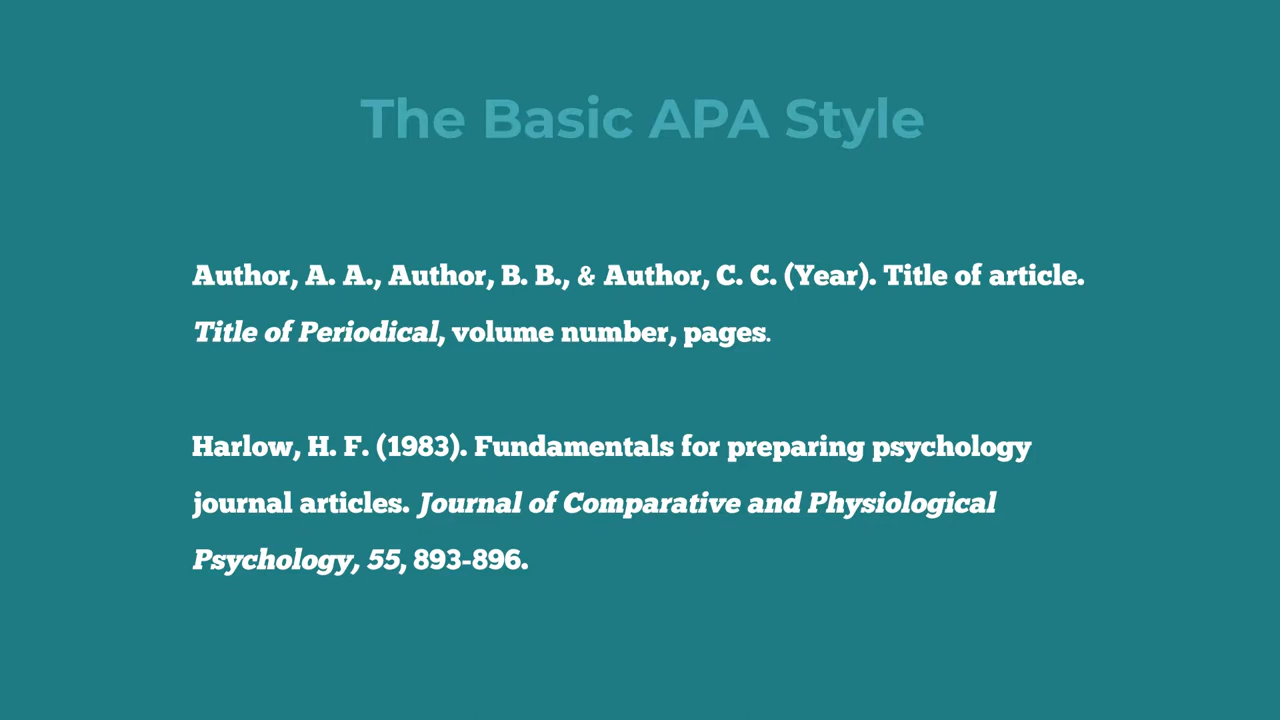 The Basic APA Style
Author, A. A., Author, B. B., & Author, C. C. (Year). Title of article.
Title of Periodical, volume number, pages.
Harlow, H. F. (1983). Fundamentals for preparing psychology
journal articles. Journal of Comparative and Physiological
Psychology, 55, 893-896.